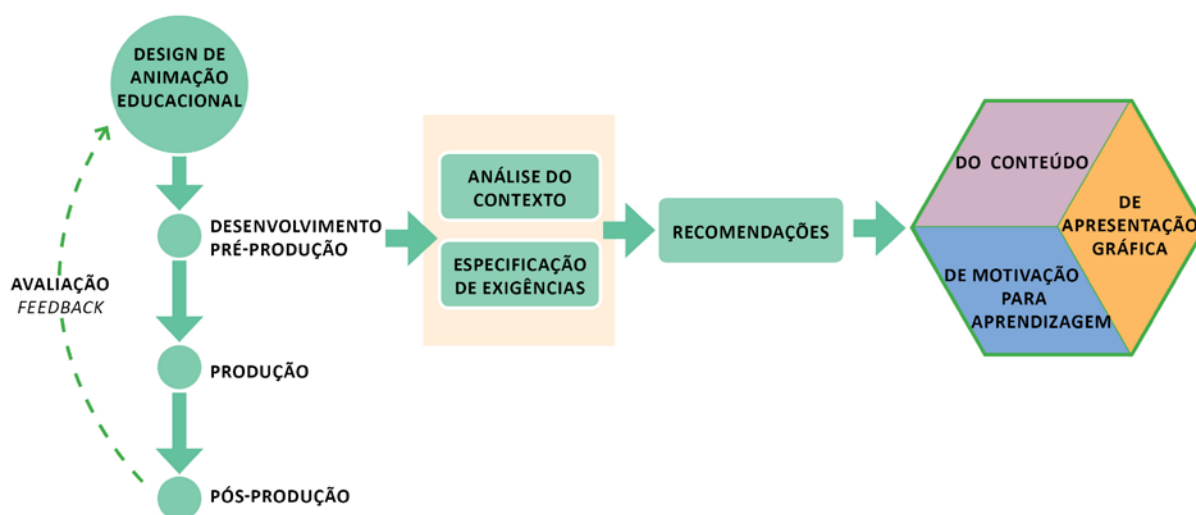 DESIGN DE
ANIMAÇÃO
EDUCACIONAL
DESENVOLVIMENTO
PRÉ-PRODUÇÃO
ANÁLISE DO
CONTEXTO
ESPECIFICAÇÃO
DE EXIGÊNCIAS
RECOMENDAÇÕES
DO CONTEÚDO
DE
APRESENTAÇÃO
GRÁFICA
DE MOTIVAÇÃO
PARA
APRENDIZAGEM
AVALIAÇÃO
FEEDBACK
PRODUÇÃO
PÓS-PRODUÇÃO